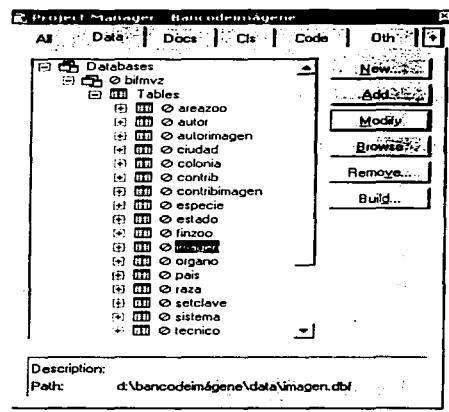 Project Manager - Bancodeimágene
All Data Docs Cls Code Oth
Databases
bifmvz
Tables
areazoo
autor
autorimagen
ciudad
colonia
contrib
contribimagen
especie
estado
finzoo
imagen
organo
pais
raza
setclave
sistema
tecnico
New...
Add...
Modify
Browse
Remove...
Build...
Description:
Path: d:\bancodeimágene\data\imagen.dbf